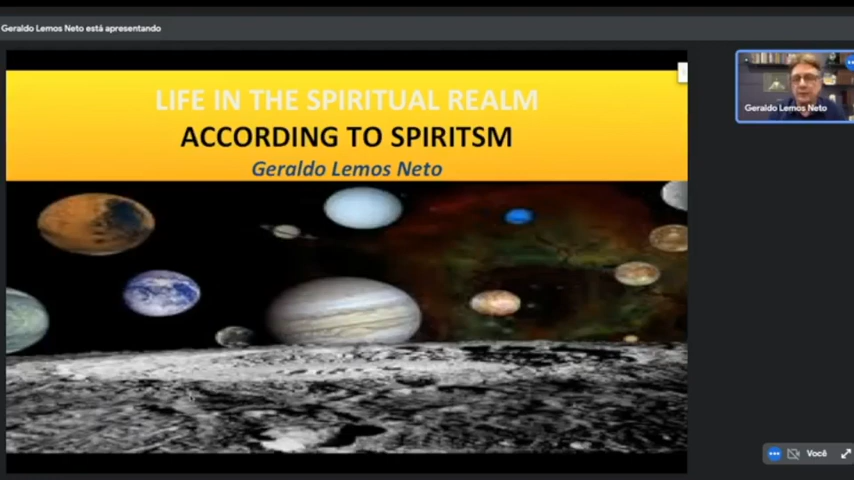 Geraldo Lemos Neto está apresentando
LIFE IN THE SPIRITUAL REALM
ACCORDING TO SPIRITSM
Geraldo Lemos Neto
Geraldo Lemos Neto
Você